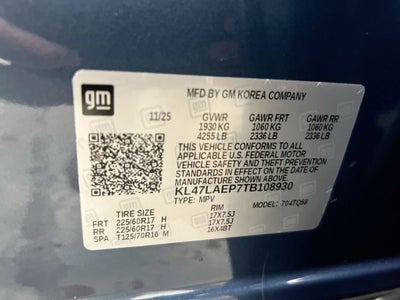 gm
MFD BY GM KOREA COMPANY
11/25 GVWR GAWR FRT GAWR RR
1930 KG 1060 KG 1060 KG
4255 LB 2336 LB 2336 LB
THIS VEHICLE CONFORMS TO ALL
APPLICABLE U.S. FEDERAL MOTOR
VEHICLE SAFETY AND THEFT PREVENTION
STANDARDS IN EFFECT ON THE DATE OF
MANUFACTURE SHOWN ABOVE.
KL47LAEP7TB108930
TYPE: MPV MODEL: 704TQ58
TIRE SIZE RIM
FRT 225/60R17 H 17X7.5J
RR 225/60R17 H 17X7.5J
SPA T125/70R16 M 16X4BT